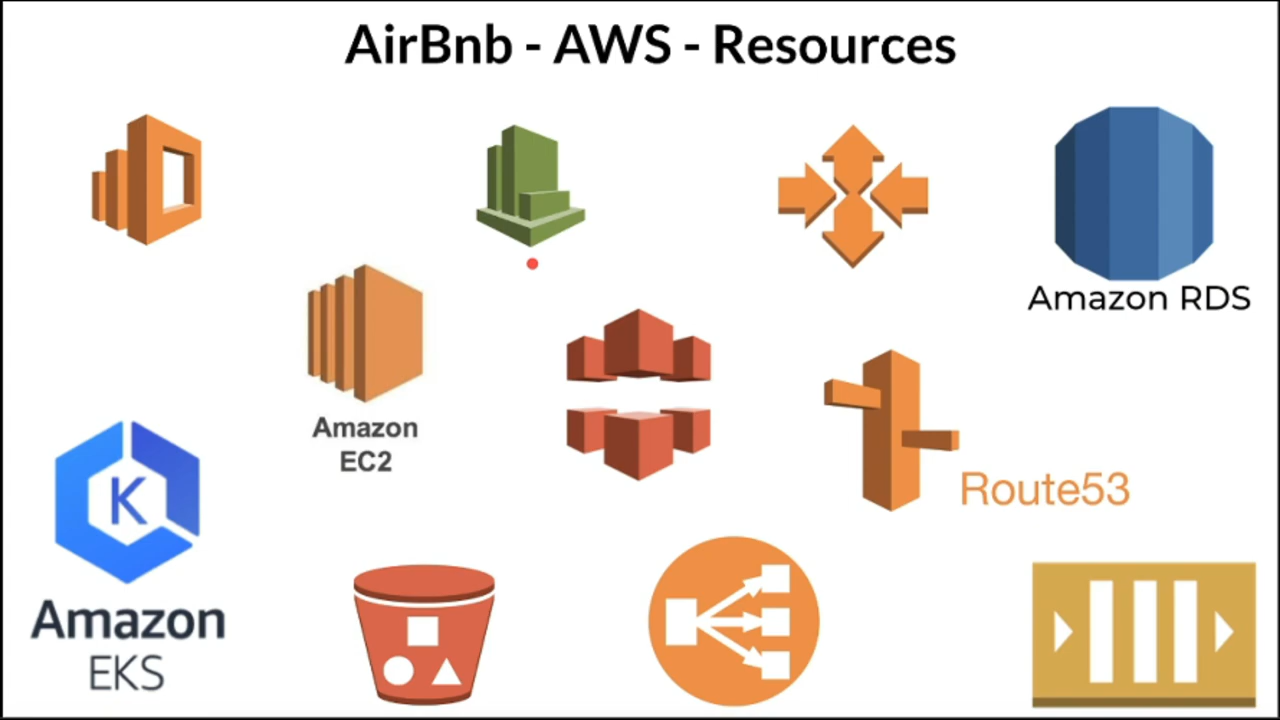 AirBnb - AWS - Resources
Amazon RDS
Amazon
EC2
Route53
K
Amazon
EKS